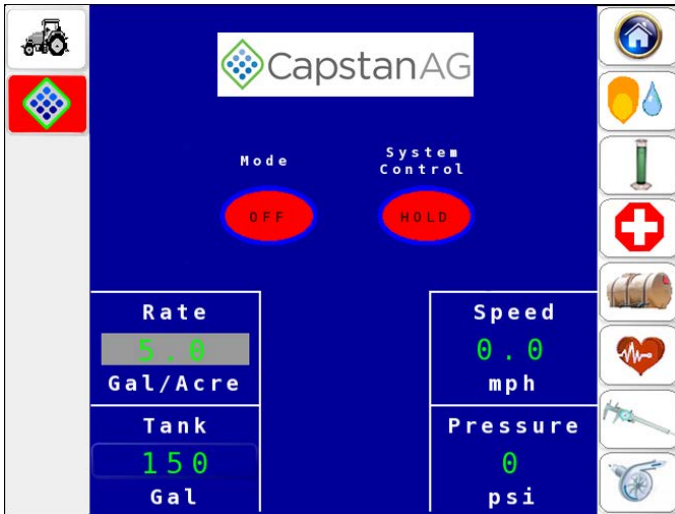 CapstanAG
Mode
System
Control
OFF
HOLD
Rate
5.0
Gal/Acre
Speed
0.0
mph
Tank
150
Gal
Pressure
0
psi